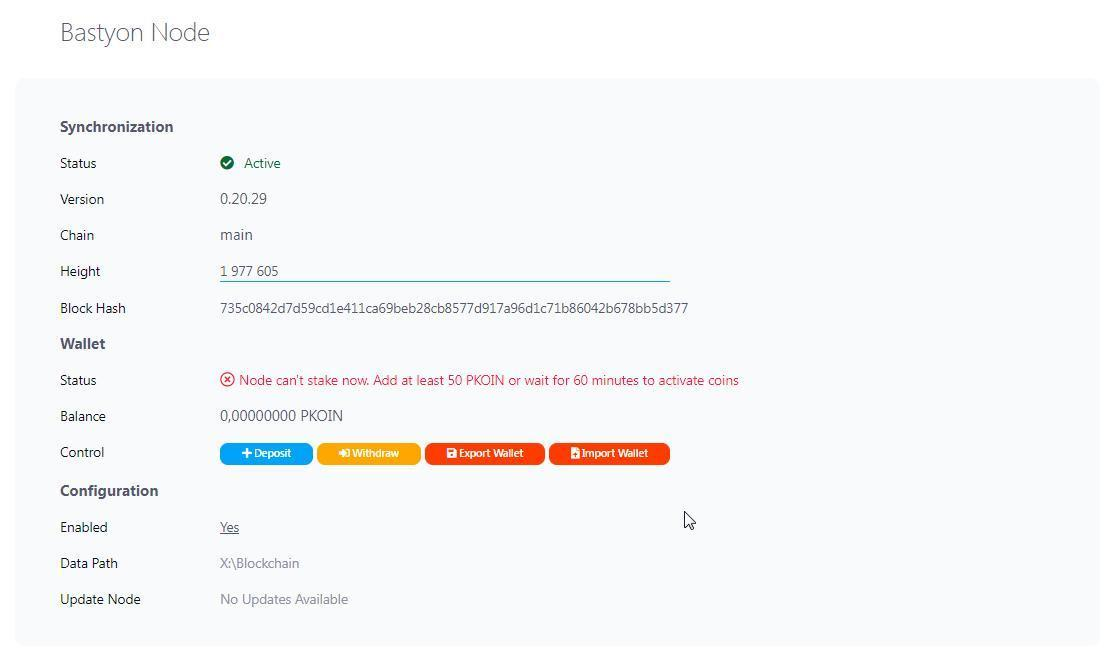 Bastyon Node
Synchronization
Status Active
Version 0.20.29
Chain main
Height 1 977 605
Block Hash 735c0842d7d59cd1e411ca69beb28cb8577d917a96d1c71b86042b678bb5d377
Wallet
Status Node can't stake now. Add at least 50 PKOIN or wait for 60 minutes to activate coins
Balance 0,00000000 PKOIN
Control Deposit Withdraw Export Wallet Import Wallet
Configuration
Enabled Yes
Data Path X:\Blockchain
Update Node No Updates Available